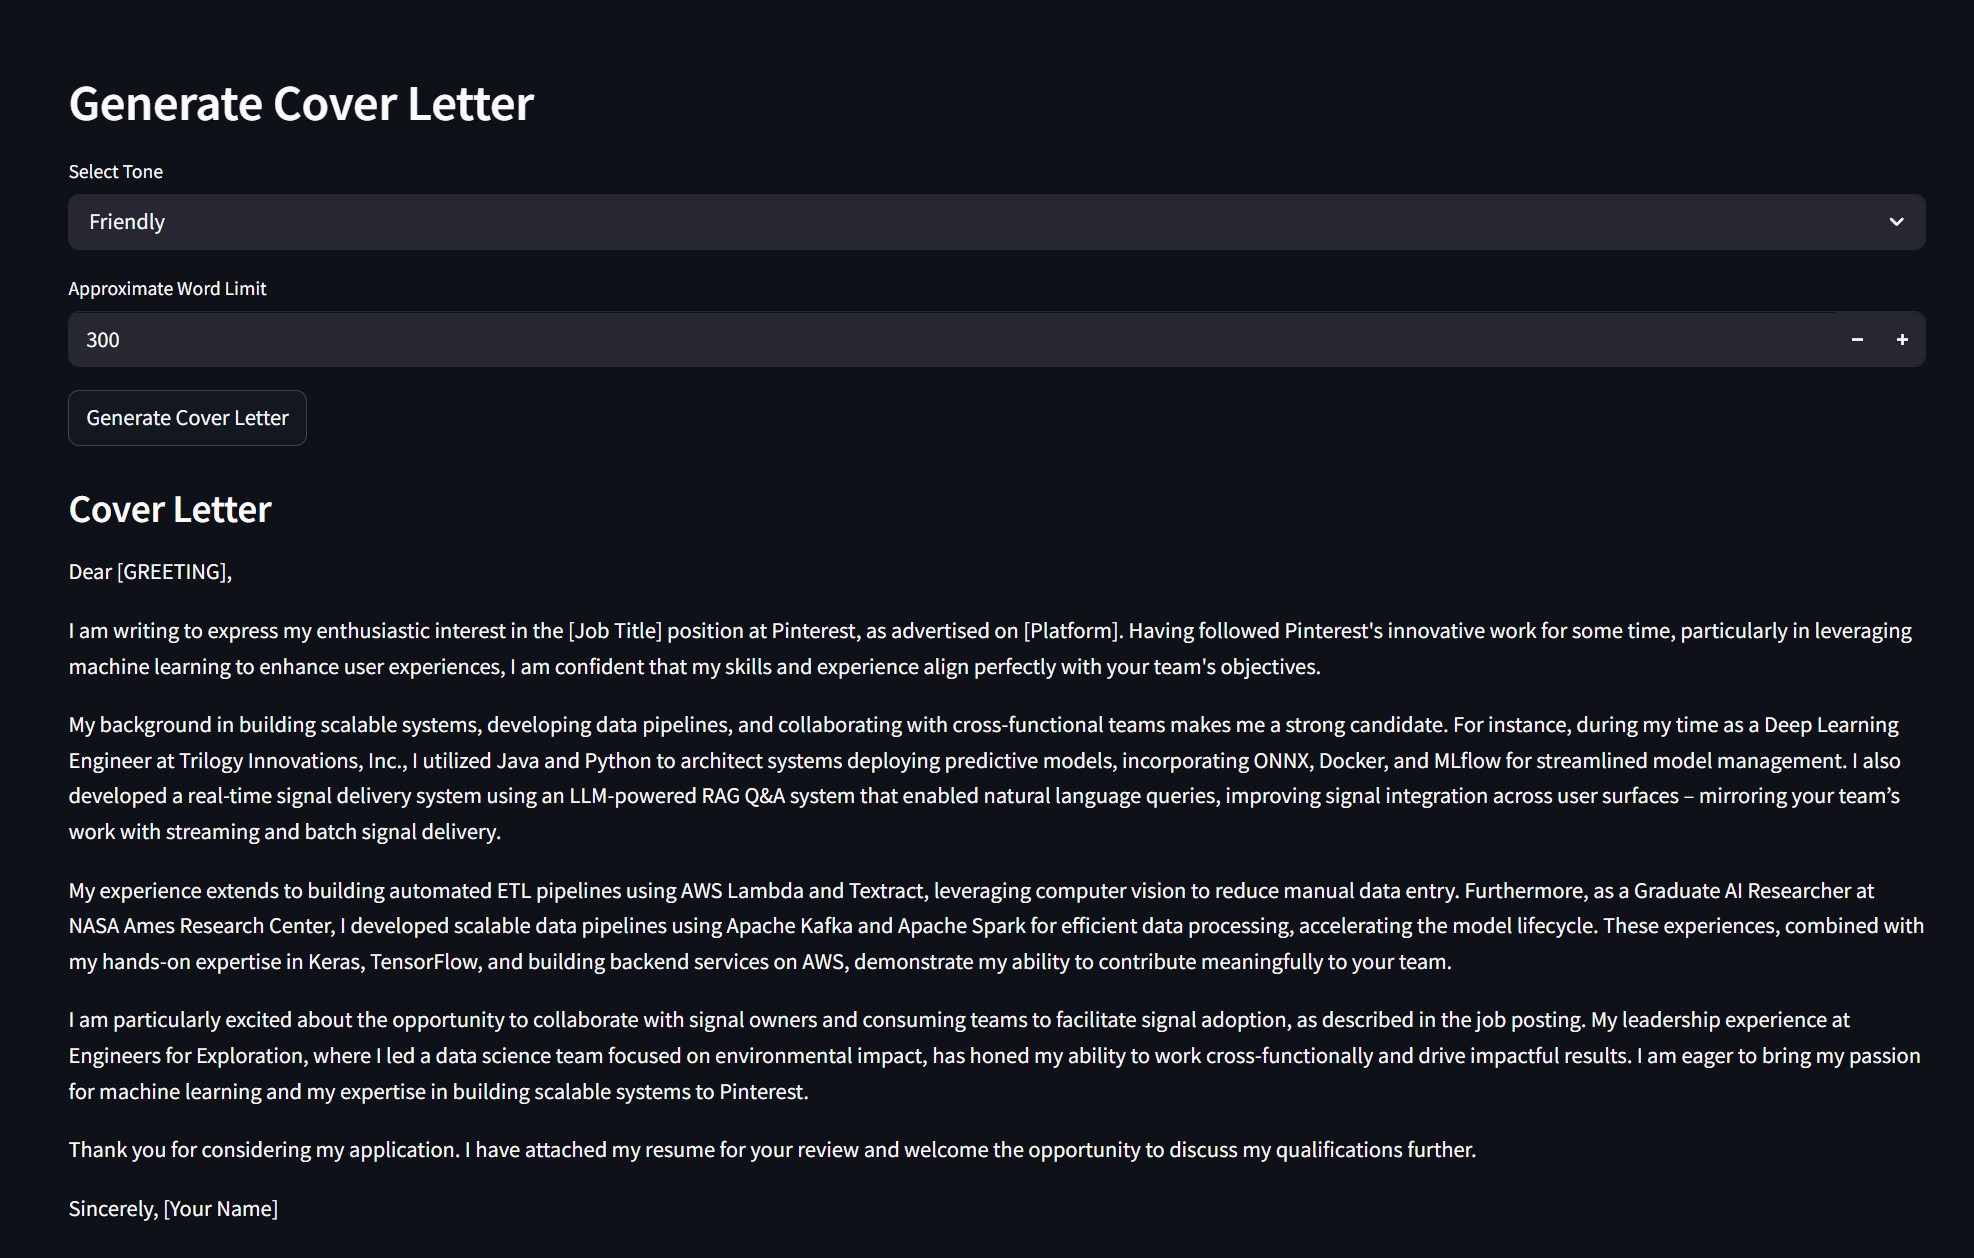 Generate Cover Letter
Select Tone
Friendly
Approximate Word Limit
300
Generate Cover Letter
Cover Letter
Dear [GREETING],
I am writing to express my enthusiastic interest in the [Job Title] position at Pinterest, as advertised on [Platform]. Having followed Pinterest's innovative work for some time, particularly in leveraging
machine learning to enhance user experiences, I am confident that my skills and experience align perfectly with your team's objectives.
My background in building scalable systems, developing data pipelines, and collaborating with cross-functional teams makes me a strong candidate. For instance, during my time as a Deep Learning
Engineer at Trilogy Innovations, Inc., I utilized Java and Python to architect systems deploying predictive models, incorporating ONNX, Docker, and MLflow for streamlined model management. I also
developed a real-time signal delivery system using an LLM-powered RAG Q&A system that enabled natural language queries, improving signal integration across user surfaces – mirroring your team’s
work with streaming and batch signal delivery.
My experience extends to building automated ETL pipelines using AWS Lambda and Textract, leveraging computer vision to reduce manual data entry. Furthermore, as a Graduate AI Researcher at
NASA Ames Research Center, I developed scalable data pipelines using Apache Kafka and Apache Spark for efficient data processing, accelerating the model lifecycle. These experiences, combined with
my hands-on expertise in Keras, TensorFlow, and building backend services on AWS, demonstrate my ability to contribute meaningfully to your team.
I am particularly excited about the opportunity to collaborate with signal owners and consuming teams to facilitate signal adoption, as described in the job posting. My leadership experience at
Engineers for Exploration, where I led a data science team focused on environmental impact, has honed my ability to work cross-functionally and drive impactful results. I am eager to bring my passion
for machine learning and my expertise in building scalable systems to Pinterest.
Thank you for considering my application. I have attached my resume for your review and welcome the opportunity to discuss my qualifications further.
Sincerely, [Your Name]